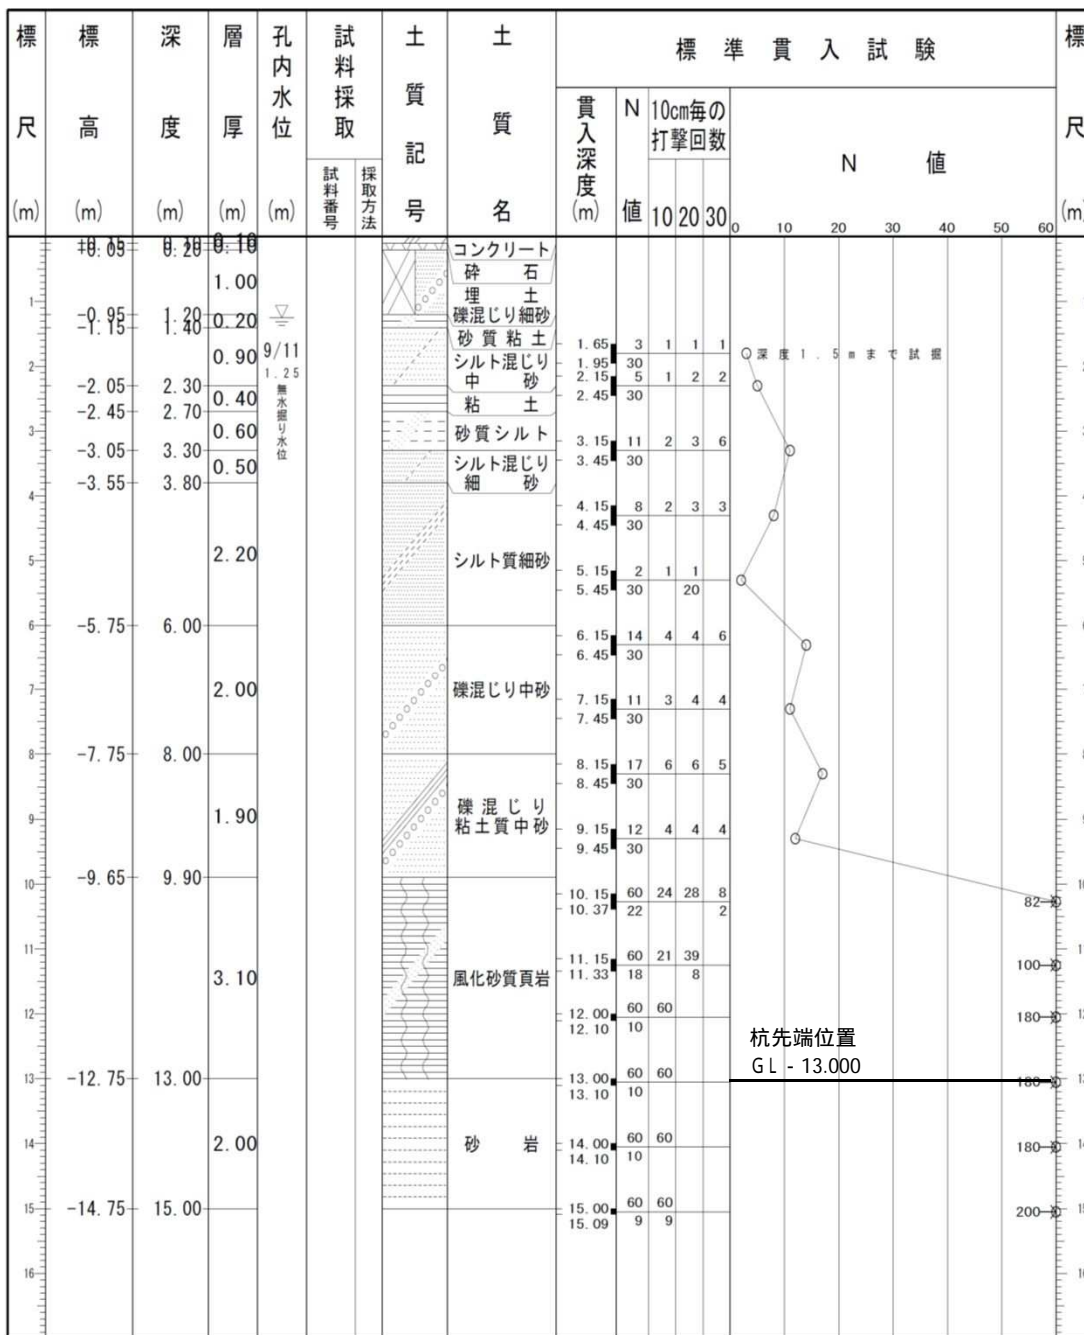 標尺(m)
標高(m)
深度(m)
層厚(m)
孔内水位(m)
試料採取
試料番号
採取方法
土質記号
土質名
標準貫入試験
貫入深度(m)
N値
10cm毎の
打撃回数
10 20 30
N 値
0 10 20 30 40 50 60
標尺(m)
0.20 0.10
コンクリート
砕石
1.00
埋土
礫混じり細砂
-0.95 1.20 0.20
-1.15 1.40
砂質粘土
9/11
1.25
無水掘り水位
0.90
シルト混じり
中砂
-2.05 2.30
0.40
粘土
-2.45 2.70
0.60
砂質シルト
-3.05 3.30
0.50
シルト混じり
細砂
-3.55 3.80
2.20
シルト質細砂
-5.75 6.00
2.00
礫混じり中砂
-7.75 8.00
1.90
礫混じり
粘土質中砂
-9.65 9.90
3.10
風化砂質頁岩
-12.75 13.00
2.00
砂岩
-14.75 15.00
1.65 3 1 1 1
1.95 30
深度1.5mまで試掘
2.15 5 1 2 2
2.45 30
3.15 11 2 3 6
3.45 30
4.15 8 2 3 3
4.45 30
5.15 2 1 1
5.45 30 20
6.15 14 4 4 6
6.45 30
7.15 11 3 4 4
7.45 30
8.15 17 6 6 5
8.45 30
9.15 12 4 4 4
9.45 30
10.15 60 24 28 8
10.37 22 2
82
11.15 60 21 39
11.33 18 8
100
12.00 60 60
12.10 10
180
杭先端位置
GL - 13.000
13.00 60 60
13.10 10
180
14.00 60 60
14.10 10
180
15.00 60 60
15.09 9 9
200
1
2
3
4
5
6
7
8
9
10
11
12
13
14
15
16